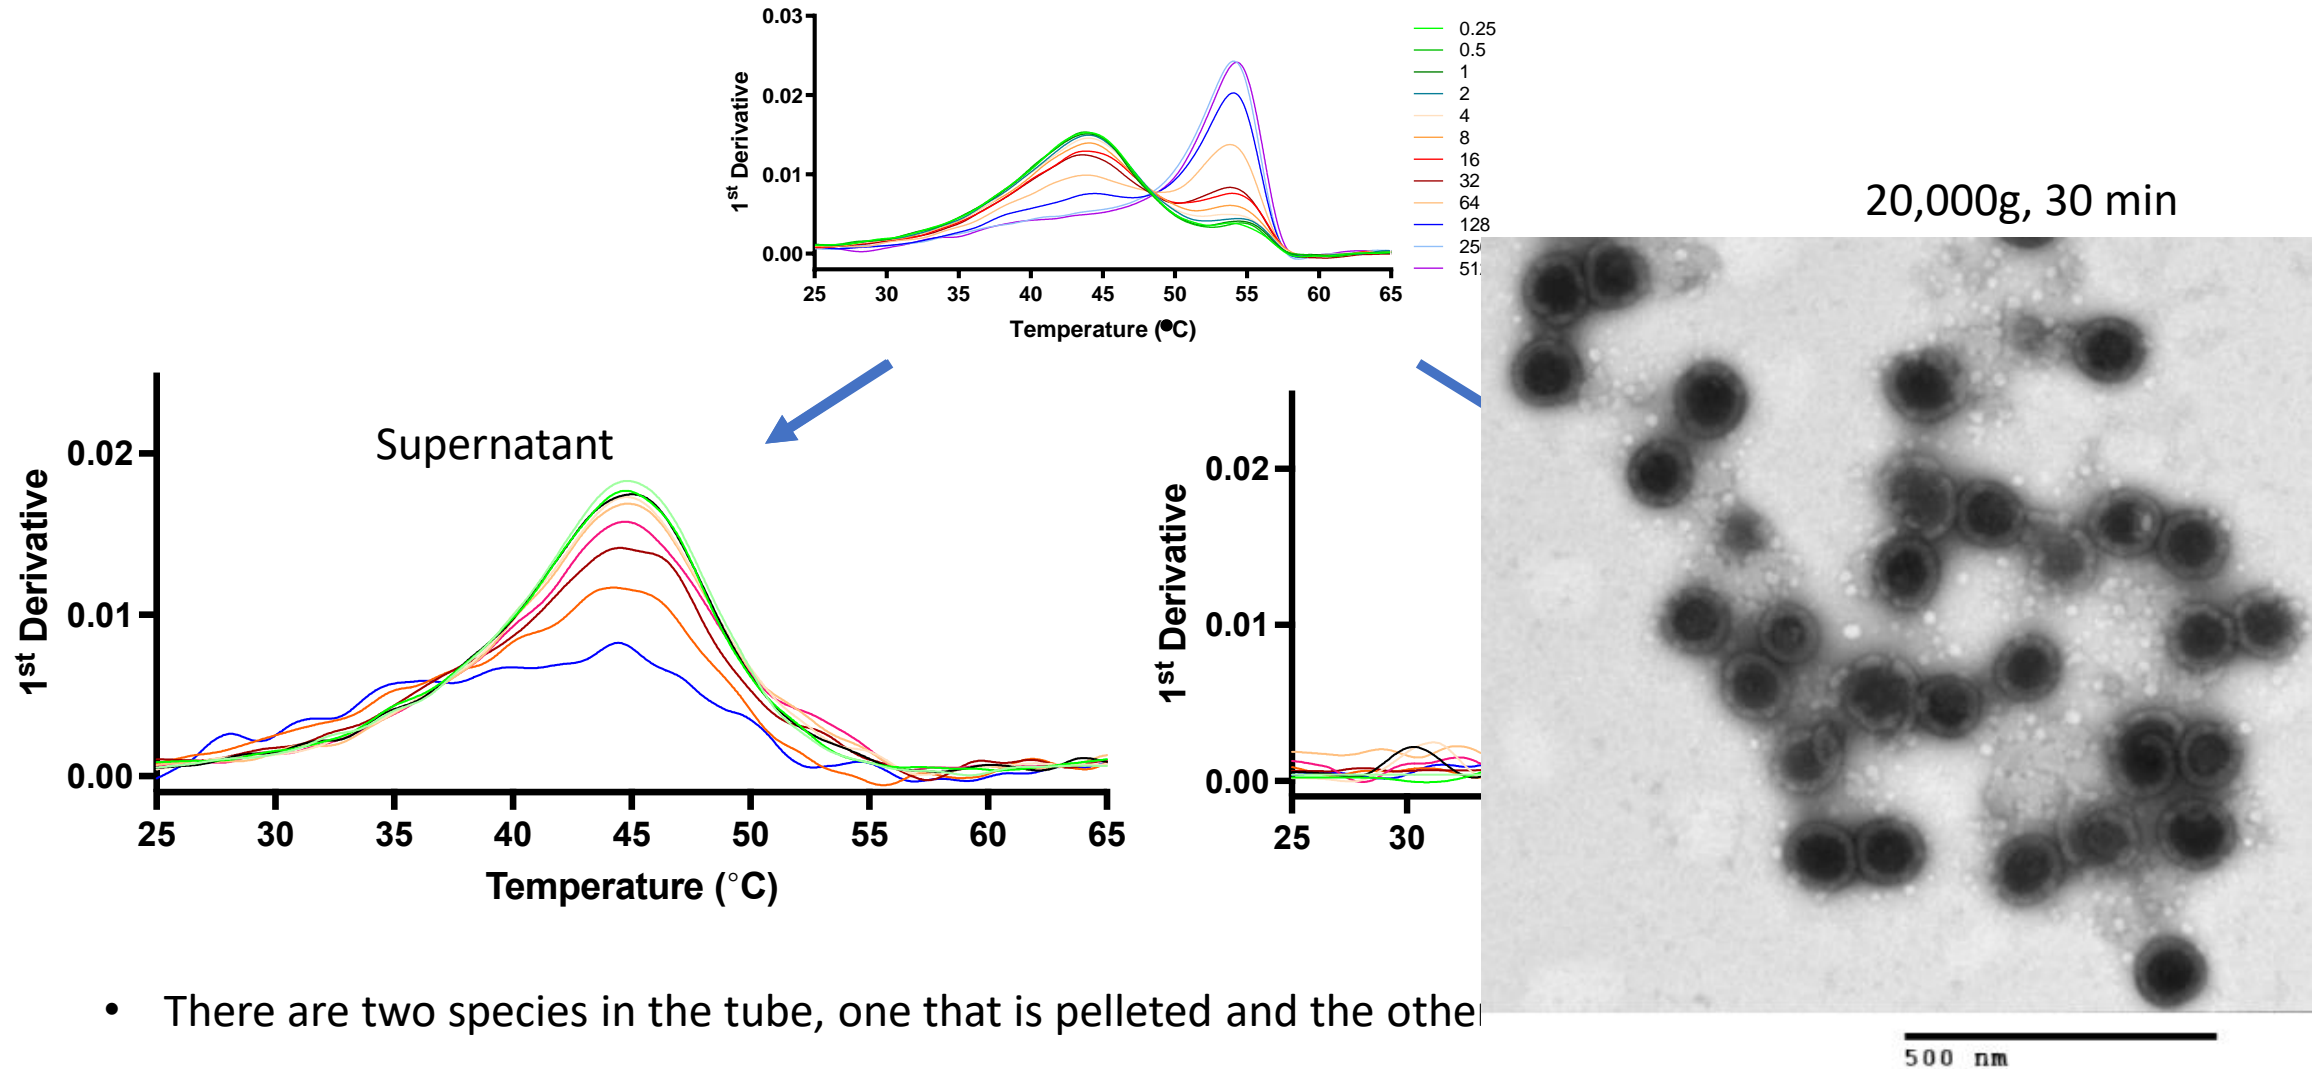 0.03
0.02
0.01
0.00
1st Derivative
25 30 35 40 45 50 55 60 65
Temperature (●C)
0.25
0.5
1
2
4
8
16
32
64
128
25
51
20,000g, 30 min
Supernatant
0.02
0.01
0.00
1st Derivative
25 30 35 40 45 50 55 60 65
Temperature (°C)
0.02
0.01
0.00
1st Derivative
25 30
• There are two species in the tube, one that is pelleted and the other
500 nm